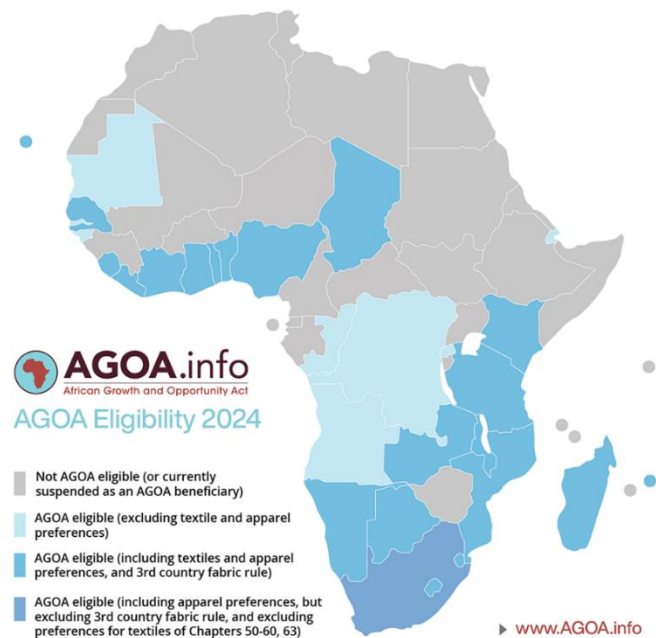 AGOA.info
African Growth and Opportunity Act
AGOA Eligibility 2024
Not AGOA eligible (or currently
suspended as an AGOA beneficiary)
AGOA eligible (excluding textile and apparel
preferences)
AGOA eligible (including textiles and apparel
preferences, and 3rd country fabric rule)
AGOA eligible (including apparel preferences, but
excluding 3rd country fabric rule, and excluding
preferences for textiles of Chapters 50-60, 63)
www.AGOA.info